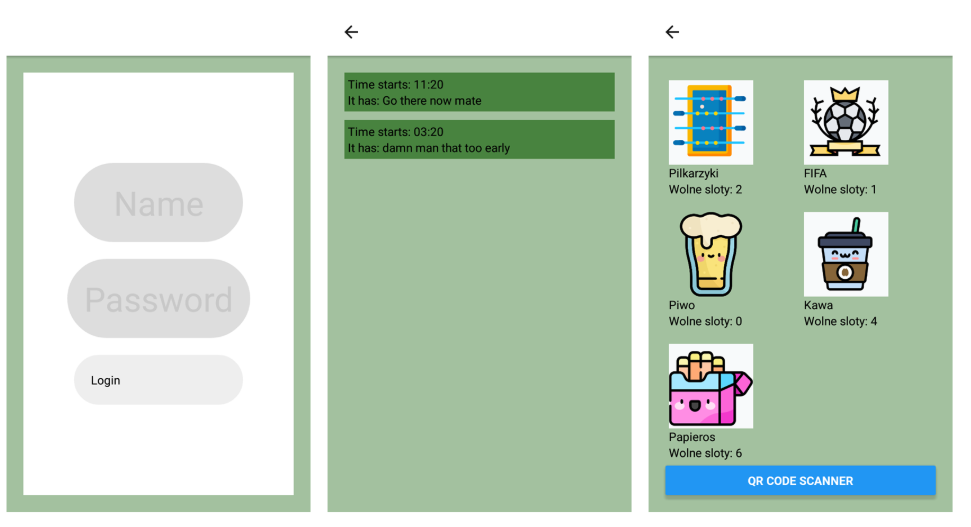 Name
Password
Login
Time starts: 11:20
It has: Go there now mate
Time starts: 03:20
It has: damn man that too early
Pilkarzyki
Wolne sloty: 2
FIFA
Wolne sloty: 1
Piwo
Wolne sloty: 0
Kawa
Wolne sloty: 4
Papieros
Wolne sloty: 6
QR CODE SCANNER